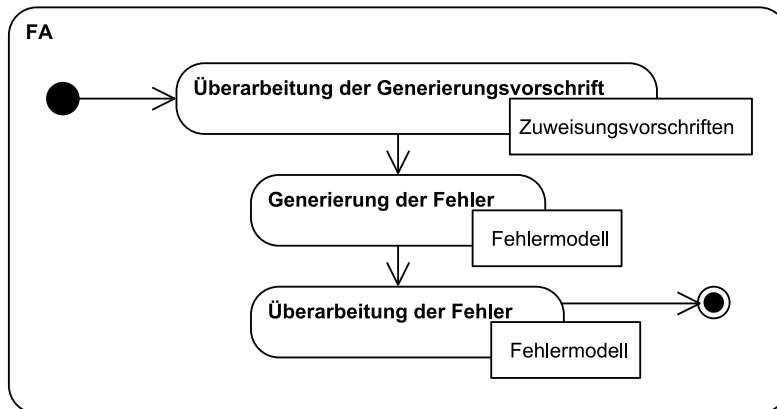 FA
Überarbeitung der Generierungsvorschrift
Zuweisungsvorschriften
Generierung der Fehler
Fehlermodell
Überarbeitung der Fehler
Fehlermodell